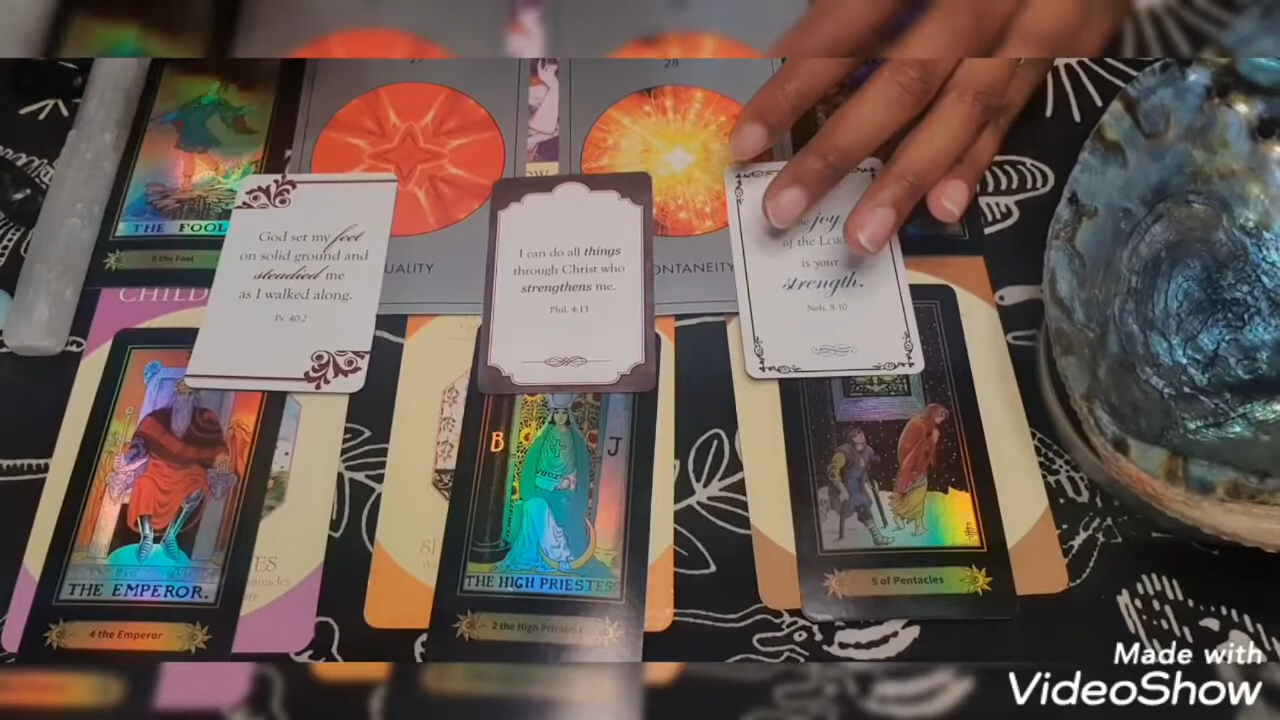 28
THE FOOL
0 the Fool
UALITY
ONTANEITY
CHILD
God set my feet
on solid ground and
steadied me
as I walked along.
Ps. 40:2
I can do all things
through Christ who
strengthens me.
Phil. 4:13
joy
of the LORD
is your
strength.
Neh. 8:10
B
J
THE EMPEROR.
4 the Emperor
ES
THE HIGH PRIESTESS
2 the High Priestess
5 of Pentacles
Made with
VideoShow